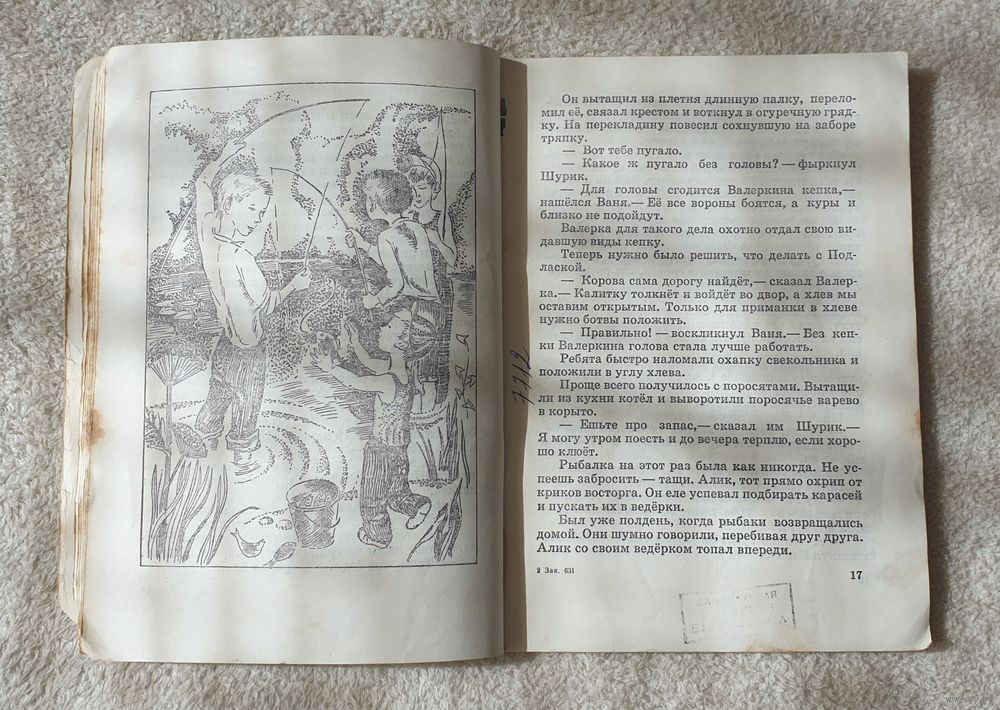 Он вытащил из плетня длинную палку, перело-
мил её, связал крестом и воткнул в огуречную гряд-
ку. На перекладину повесил сохнувшую на заборе
тряпку.
— Вот тебе пугало.
— Какое ж пугало без головы? — фыркнул
Шурик.
— Для головы сгодится Валеркина кепка,—
нашёлся Ваня.— Её все вороны боятся, а куры и
близко не подойдут.
Валерка для такого дела охотно отдал свою ви-
давшую виды кепку.
Теперь нужно было решить, что делать с Под-
лаской.
— Корова сама дорогу найдёт,— сказал Валер-
ка.— Калитку толкнёт и войдёт во двор, а хлев мы
оставим открытым. Только для приманки в хлеве
нужно ботвы положить.
— Правильно! — воскликнул Ваня.— Без кеп-
ки Валеркина голова стала лучше работать.
Ребята быстро наломали охапку свекольника и
положили в углу хлева.
Проще всего получилось с поросятами. Вытащи-
ли из кухни котёл и выворотили поросячье варево
в корыто.
— Ешьте про запас,— сказал им Шурик.—
Я могу утром поесть и до вечера терплю, если хоро-
шо клюёт.
Рыбалка на этот раз была как никогда. Не ус-
пеешь забросить — тащи. Алик, тот прямо охрип от
криков восторга. Он еле успевал подбирать карасей
и пускать их в ведёрки.
Был уже полдень, когда рыбаки возвращались
домой. Они шумно говорили, перебивая друг друга.
Алик со своим ведёрком топал впереди.
2 Зак. 631
17
7712